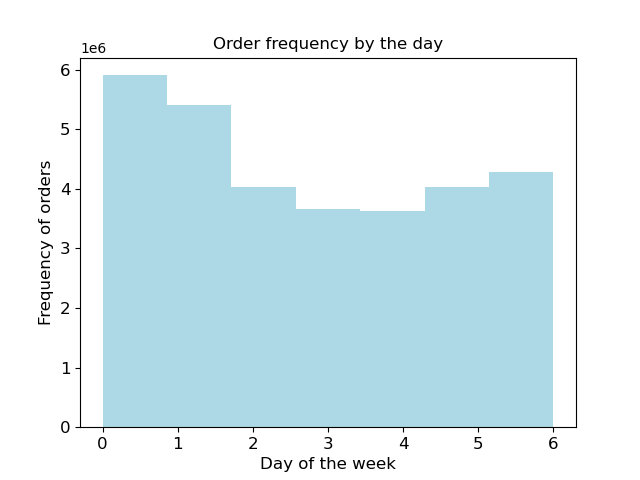 Order frequency by the day
1e6
6
5
4
3
2
1
0
Frequency of orders
0 1 2 3 4 5 6
Day of the week